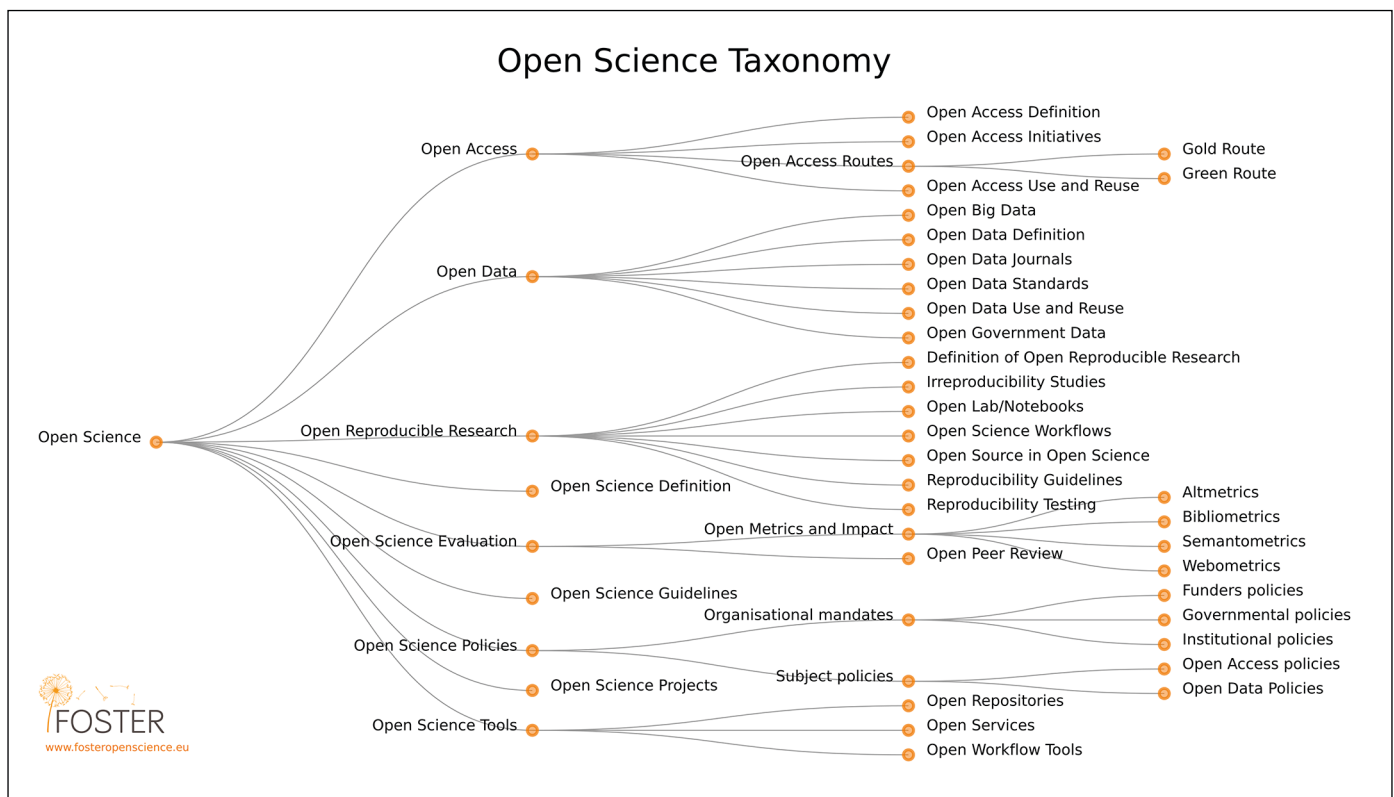 Open Science Taxonomy
Open Science
Open Access
Open Access Definition
Open Access Initiatives
Open Access Routes
Gold Route
Green Route
Open Access Use and Reuse
Open Data
Open Big Data
Open Data Definition
Open Data Journals
Open Data Standards
Open Data Use and Reuse
Open Government Data
Open Reproducible Research
Definition of Open Reproducible Research
Irreproducibility Studies
Open Lab/Notebooks
Open Science Workflows
Open Source in Open Science
Reproducibility Guidelines
Reproducibility Testing
Open Science Definition
Open Science Evaluation
Open Metrics and Impact
Altmetrics
Bibliometrics
Semantometrics
Webometrics
Open Peer Review
Open Science Guidelines
Open Science Policies
Organisational mandates
Funders policies
Governmental policies
Institutional policies
Subject policies
Open Access policies
Open Data Policies
Open Science Projects
Open Science Tools
Open Repositories
Open Services
Open Workflow Tools
FOSTER
www.fosteropenscience.eu